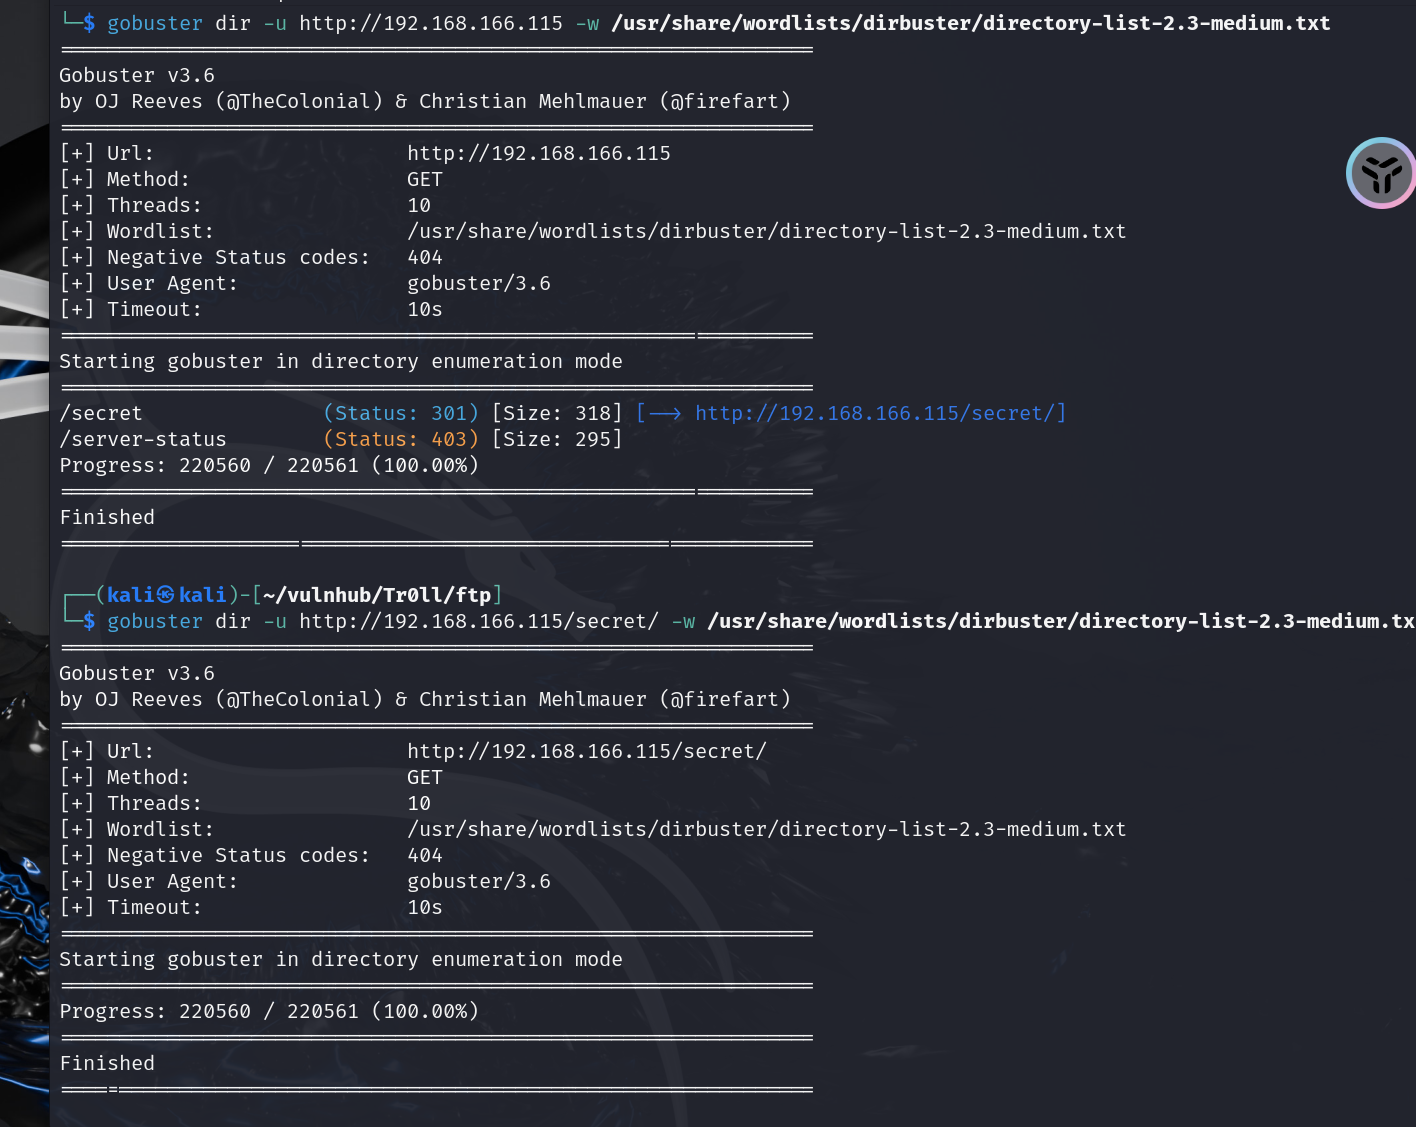 └─$ gobuster dir -u http://192.168.166.115 -w /usr/share/wordlists/dirbuster/directory-list-2.3-medium.txt
===============================================================
Gobuster v3.6
by OJ Reeves (@TheColonial) & Christian Mehlmauer (@firefart)
===============================================================
[+] Url:                     http://192.168.166.115
[+] Method:                  GET
[+] Threads:                 10
[+] Wordlist:                /usr/share/wordlists/dirbuster/directory-list-2.3-medium.txt
[+] Negative Status codes:   404
[+] User Agent:              gobuster/3.6
[+] Timeout:                 10s
===============================================================
Starting gobuster in directory enumeration mode
===============================================================
/secret               (Status: 301) [Size: 318] [--> http://192.168.166.115/secret/]
/server-status        (Status: 403) [Size: 295]
Progress: 220560 / 220561 (100.00%)
===============================================================
Finished
===============================================================
┌──(kali㉿kali)-[~/vulnhub/Tr0ll/ftp]
└─$ gobuster dir -u http://192.168.166.115/secret/ -w /usr/share/wordlists/dirbuster/directory-list-2.3-medium.tx
===============================================================
Gobuster v3.6
by OJ Reeves (@TheColonial) & Christian Mehlmauer (@firefart)
===============================================================
[+] Url:                     http://192.168.166.115/secret/
[+] Method:                  GET
[+] Threads:                 10
[+] Wordlist:                /usr/share/wordlists/dirbuster/directory-list-2.3-medium.txt
[+] Negative Status codes:   404
[+] User Agent:              gobuster/3.6
[+] Timeout:                 10s
===============================================================
Starting gobuster in directory enumeration mode
===============================================================
Progress: 220560 / 220561 (100.00%)
===============================================================
Finished
===============================================================